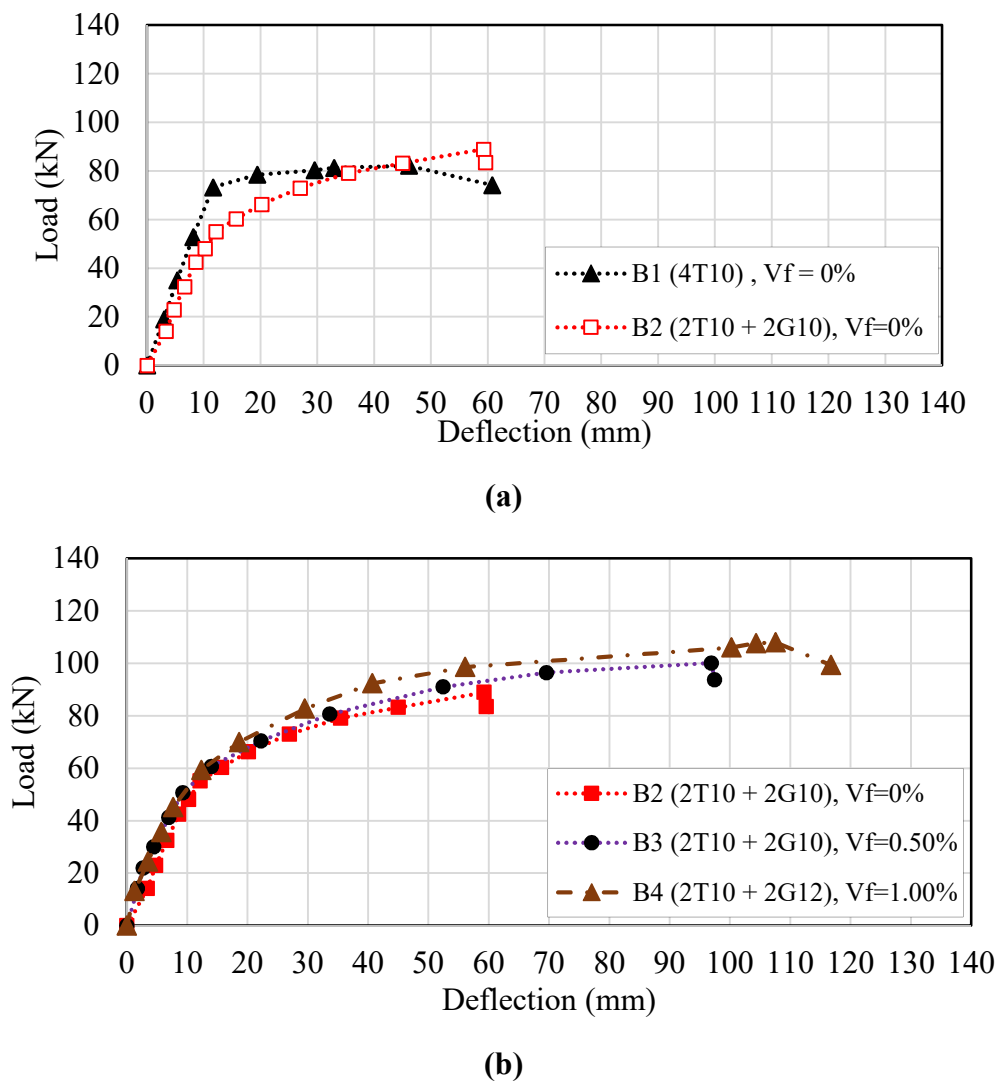 140
120
100
80
60
40
20
0
Load (kN)
B1 (4T10) , Vf = 0%
B2 (2T10 + 2G10), Vf=0%
0 10 20 30 40 50 60 70 80 90 100 110 120 130 140
Deflection (mm)
(a)
140
120
100
80
60
40
20
0
Load (kN)
B2 (2T10 + 2G10), Vf=0%
B3 (2T10 + 2G10), Vf=0.50%
B4 (2T10 + 2G12), Vf=1.00%
0 10 20 30 40 50 60 70 80 90 100 110 120 130 140
Deflection (mm)
(b)